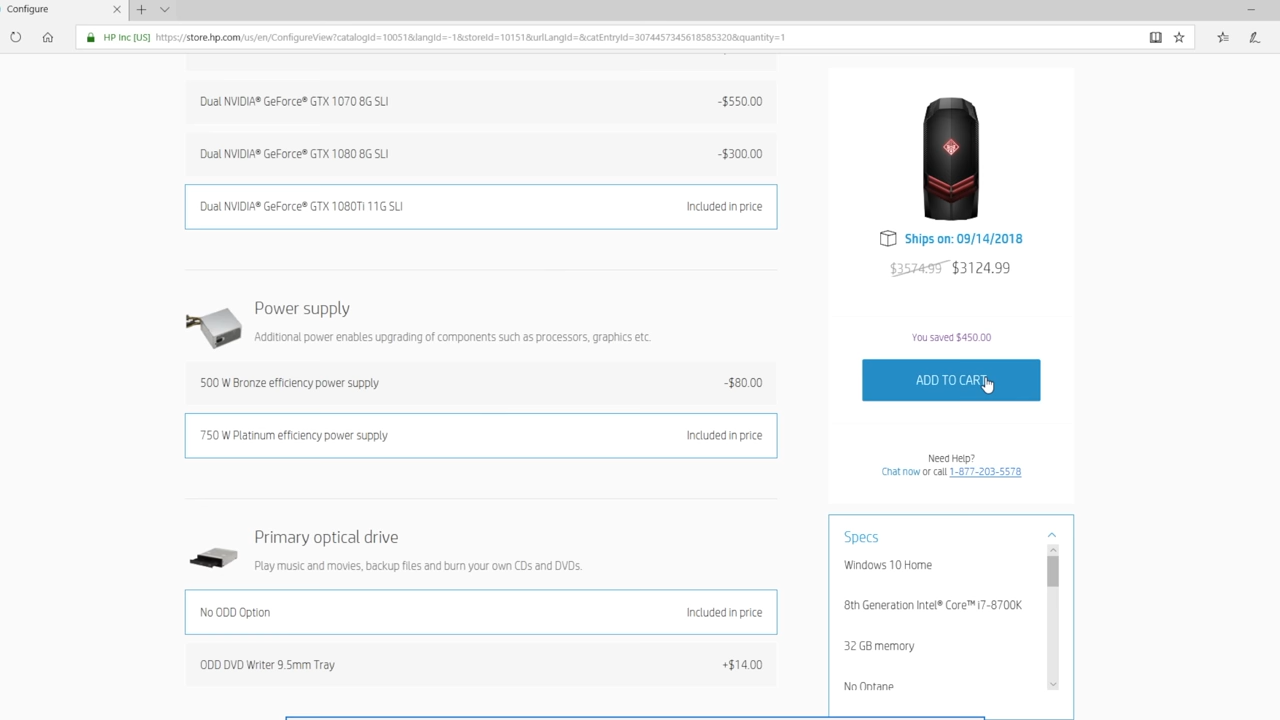 Configure
HP Inc [US] https://store.hp.com/us/en/ConfigureView?catalogId=10051&langId=-1&storeId=10151&urlLangId=&catEntryId=3074457345618585320&quantity=1
Dual NVIDIA® GeForce® GTX 1070 8G SLI -$550.00
Dual NVIDIA® GeForce® GTX 1080 8G SLI -$300.00
Dual NVIDIA® GeForce® GTX 1080Ti 11G SLI Included in price
Power supply
Additional power enables upgrading of components such as processors, graphics etc.
500 W Bronze efficiency power supply -$80.00
750 W Platinum efficiency power supply Included in price
Primary optical drive
Play music and movies, backup files and burn your own CDs and DVDs.
No ODD Option Included in price
ODD DVD Writer 9.5mm Tray +$14.00
Ships on: 09/14/2018
$3574.99 $3124.99
You saved $450.00
ADD TO CART
Need Help?
Chat now or call 1-877-203-5578
Specs
Windows 10 Home
8th Generation Intel® Core™ i7-8700K
32 GB memory
No Optane